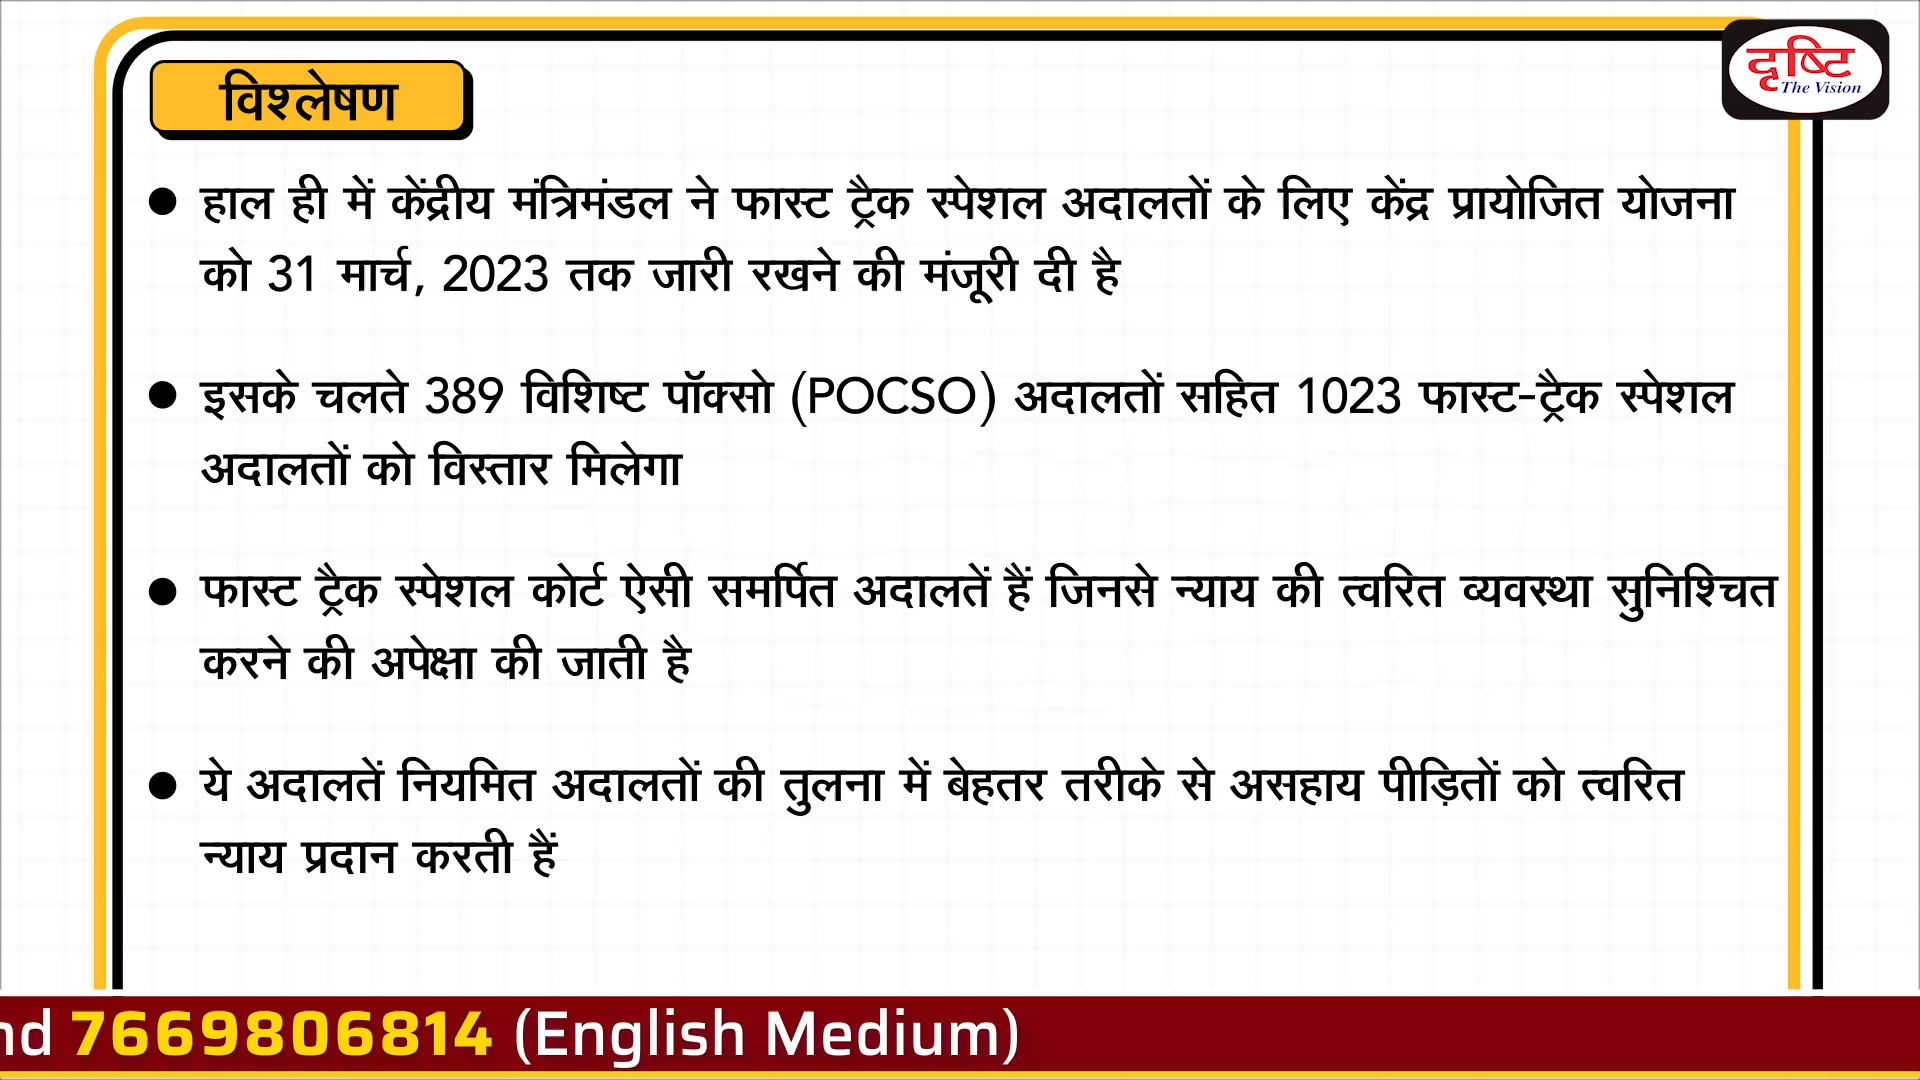 दृष्टि
The Vision
विश्लेषण
● हाल ही में केंद्रीय मंत्रिमंडल ने फास्ट ट्रैक स्पेशल अदालतों के लिए केंद्र प्रायोजित योजना
को 31 मार्च, 2023 तक जारी रखने की मंजूरी दी है
● इसके चलते 389 विशिष्ट पॉक्सो (POCSO) अदालतों सहित 1023 फास्ट-ट्रैक स्पेशल
अदालतों को विस्तार मिलेगा
● फास्ट ट्रैक स्पेशल कोर्ट ऐसी समर्पित अदालतें हैं जिनसे न्याय की त्वरित व्यवस्था सुनिश्चित
करने की अपेक्षा की जाती है
● ये अदालतें नियमित अदालतों की तुलना में बेहतर तरीके से असहाय पीड़ितों को त्वरित
न्याय प्रदान करती हैं
nd 7669806814 (English Medium)